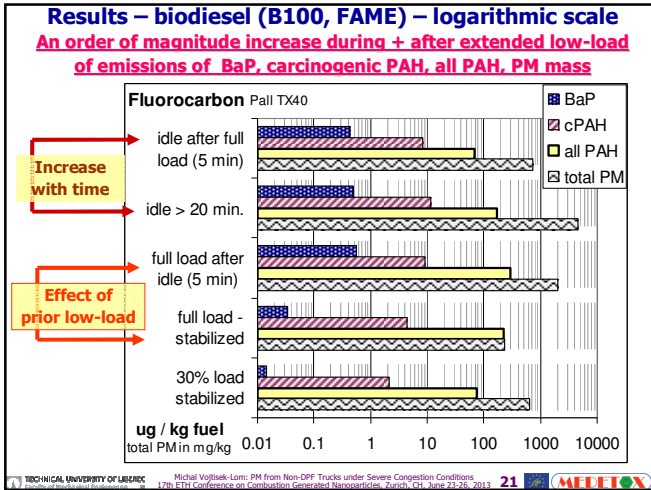 Results – biodiesel (B100, FAME) – logarithmic scale
An order of magnitude increase during + after extended low-load
of emissions of BaP, carcinogenic PAH, all PAH, PM mass
Fluorocarbon Pall TX40
BaP
cPAH
all PAH
total PM
idle after full
load (5 min)
Increase
with time
idle > 20 min.
full load after
idle (5 min)
Effect of
prior low-load
full load -
stabilized
30% load
stabilized
ug / kg fuel
total PM in mg/kg
0.01 0.1 1 10 100 1000 10000
TECHNICAL UNIVERSITY OF LIBEREC
Faculty of Mechanical Engineering
Michal Vojtisek-Lom: PM from Non-DPF Trucks under Severe Congestion Conditions
17th ETH Conference on Combustion Generated Nanoparticles, Zurich, CH, June 23-26, 2013
21
MEDETOX